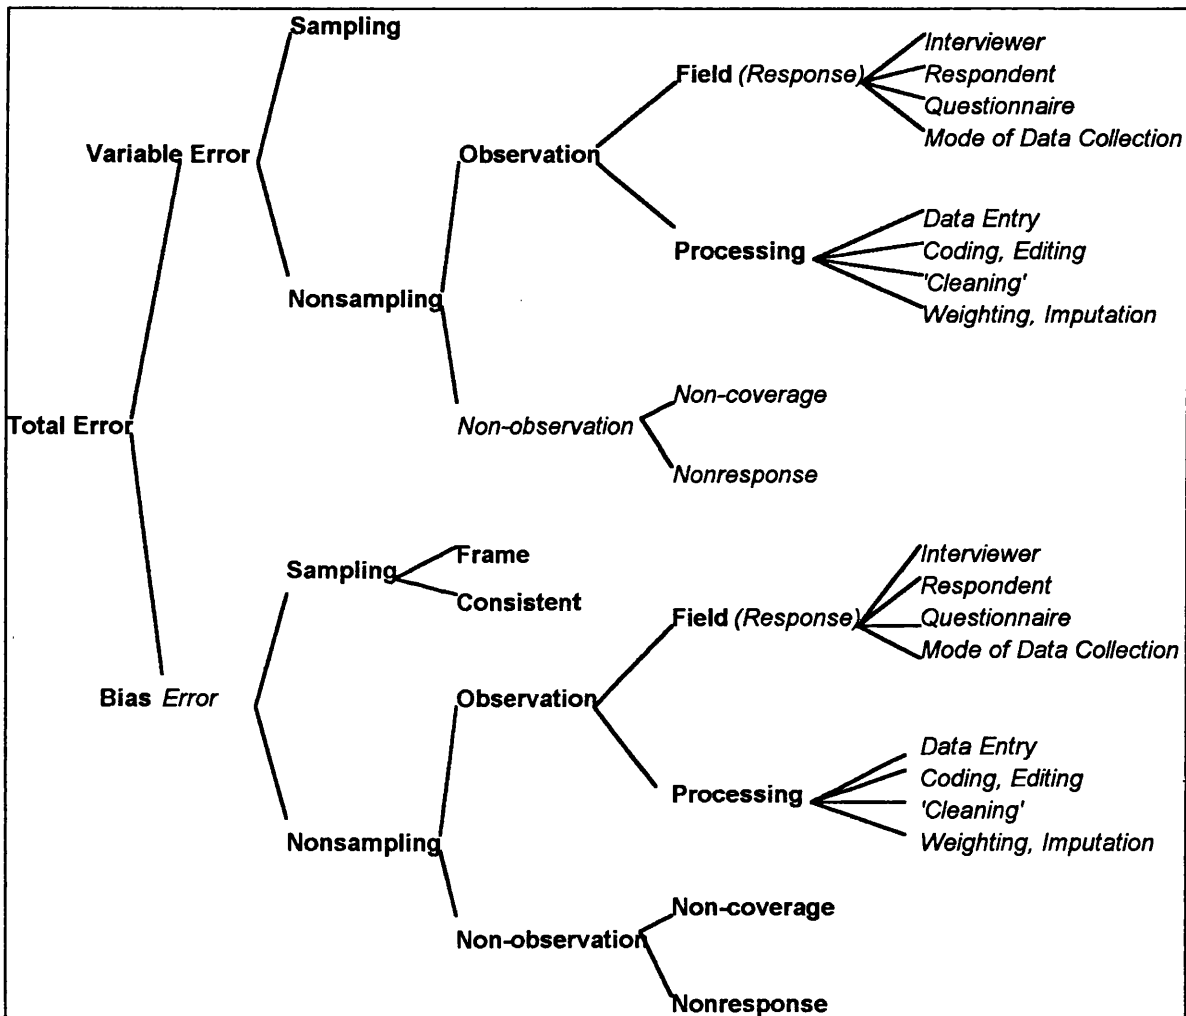 Sampling
Interviewer
Field (Response)
Respondent
Questionnaire
Mode of Data Collection
Variable Error
Observation
Data Entry
Processing
Coding, Editing
'Cleaning'
Nonsampling
Weighting, Imputation
Non-coverage
Total Error
Non-observation
Nonresponse
Sampling
Frame
Consistent
Interviewer
Field (Response)
Respondent
Questionnaire
Mode of Data Collection
Bias Error
Observation
Data Entry
Processing
Coding, Editing
'Cleaning'
Nonsampling
Weighting, Imputation
Non-coverage
Non-observation
Nonresponse